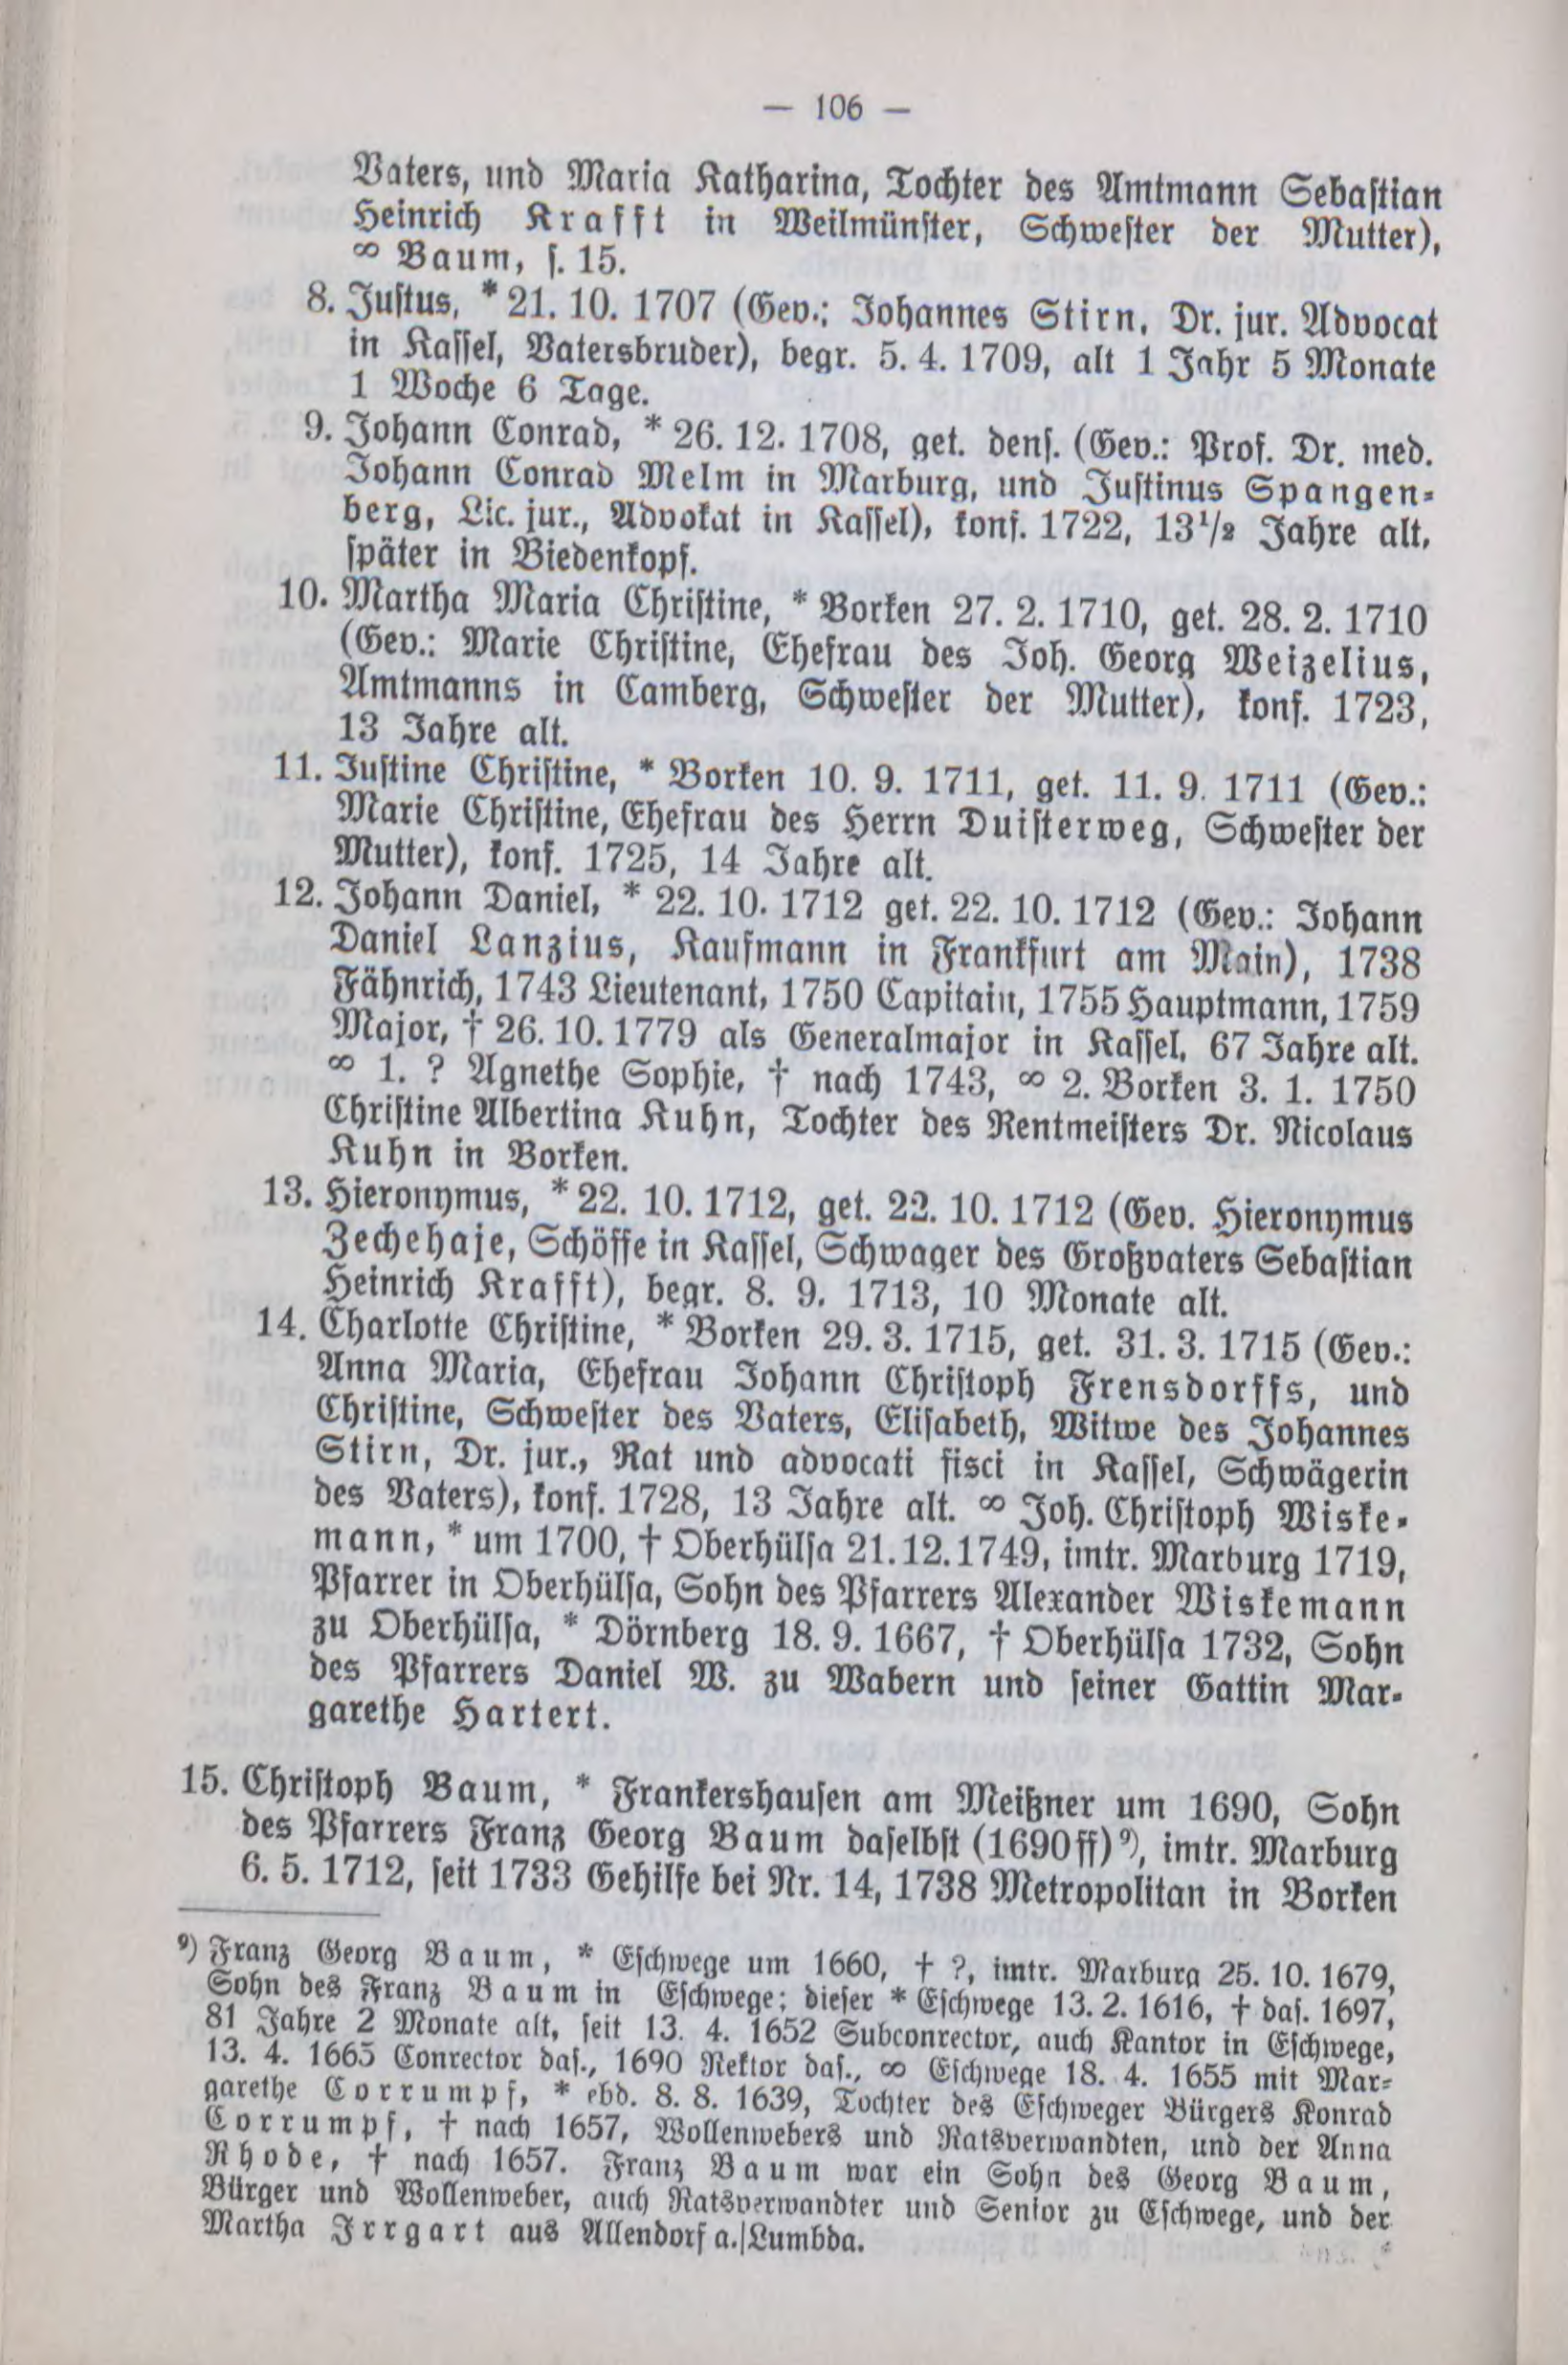 — 106 —
Vaters, und Maria Katharina, Tochter des Amtmann Sebastian
Heinrich Krafft in Weilmünster, Schwester der Mutter),
∞ Baum, s. 15.
8. Justus, * 21. 10. 1707 (Gev.: Johannes Stirn, Dr. jur. Advocat
in Kassel, Vatersbruder), begr. 5. 4. 1709, alt 1 Jahr 5 Monate
1 Woche 6 Tage.
9. Johann Conrad, * 26. 12. 1708, get. dens. (Gev.: Prof. Dr. med.
Johann Conrad Melm in Marburg, und Justinus Spangen-
berg, Lic. jur., Advokat in Kassel), konf. 1722, 13½ Jahre alt,
später in Biedenkopf.
10. Martha Maria Christine, * Borken 27. 2. 1710, get. 28. 2. 1710
(Gev.: Marie Christine, Ehefrau des Joh. Georg Weizelius,
Amtmanns in Camberg, Schwester der Mutter), konf. 1723,
13 Jahre alt.
11. Justine Christine, * Borken 10. 9. 1711, get. 11. 9. 1711 (Gev.:
Marie Christine, Ehefrau des Herrn Duisterweg, Schwester der
Mutter), konf. 1725, 14 Jahre alt.
12. Johann Daniel, * 22. 10. 1712 get. 22. 10. 1712 (Gev.: Johann
Daniel Lanzius, Kaufmann in Frankfurt am Main), 1738
Fähnrich, 1743 Lieutenant, 1750 Capitain, 1755 Hauptmann, 1759
Major, † 26. 10. 1779 als Generalmajor in Kassel, 67 Jahre alt.
∞ 1. ? Agnethe Sophie, † nach 1743, ∞ 2. Borken 3. 1. 1750
Christine Albertina Kuhn, Tochter des Rentmeisters Dr. Nicolaus
Kuhn in Borken.
13. Hieronymus, * 22. 10. 1712, get. 22. 10. 1712 (Gev. Hieronymus
Zechehaje, Schöffe in Kassel, Schwager des Großvaters Sebastian
Heinrich Krafft), begr. 8. 9. 1713, 10 Monate alt.
14. Charlotte Christine, * Borken 29. 3. 1715, get. 31. 3. 1715 (Gev.:
Anna Maria, Ehefrau Johann Christoph Frensdorffs, und
Christine, Schwester des Vaters, Elisabeth, Witwe des Johannes
Stirn, Dr. jur., Rat und advocati fisci in Kassel, Schwägerin
des Vaters), konf. 1728, 13 Jahre alt. ∞ Joh. Christoph Wiske-
mann, * um 1700, † Oberhülsa 21. 12. 1749, imtr. Marburg 1719,
Pfarrer in Oberhülsa, Sohn des Pfarrers Alexander Wiskemann
zu Oberhülsa, * Dörnberg 18. 9. 1667, † Oberhülsa 1732, Sohn
des Pfarrers Daniel W. zu Wabern und seiner Gattin Mar-
garethe Hartert.
15. Christoph Baum, * Frankershausen am Meißner um 1690, Sohn
des Pfarrers Franz Georg Baum daselbst (1690ff)⁹), imtr. Marburg
6. 5. 1712, seit 1733 Gehilfe bei Nr. 14, 1738 Metropolitan in Borken
⁹) Franz Georg Baum, * Eschwege um 1660, † ?, imtr. Marburg 25. 10. 1679,
Sohn des Franz Baum in Eschwege; dieser * Eschwege 13. 2. 1616, † das. 1697,
81 Jahre 2 Monate alt, seit 13. 4. 1652 Subconrector, auch Kantor in Eschwege,
13. 4. 1665 Conrector das., 1690 Rektor das., ∞ Eschwege 18. 4. 1655 mit Mar-
garethe Corrumpf, * ebd. 8. 8. 1639, Tochter des Eschweger Bürgers Konrad
Corrumpf, † nach 1657, Wollenwebers und Ratsverwandten, und der Anna
Rhode, † nach 1657. Franz Baum war ein Sohn des Georg Baum,
Bürger und Wollenweber, auch Ratsverwandter und Senior zu Eschwege, und der
Martha Irrgart aus Allendorf a./Lumbda.